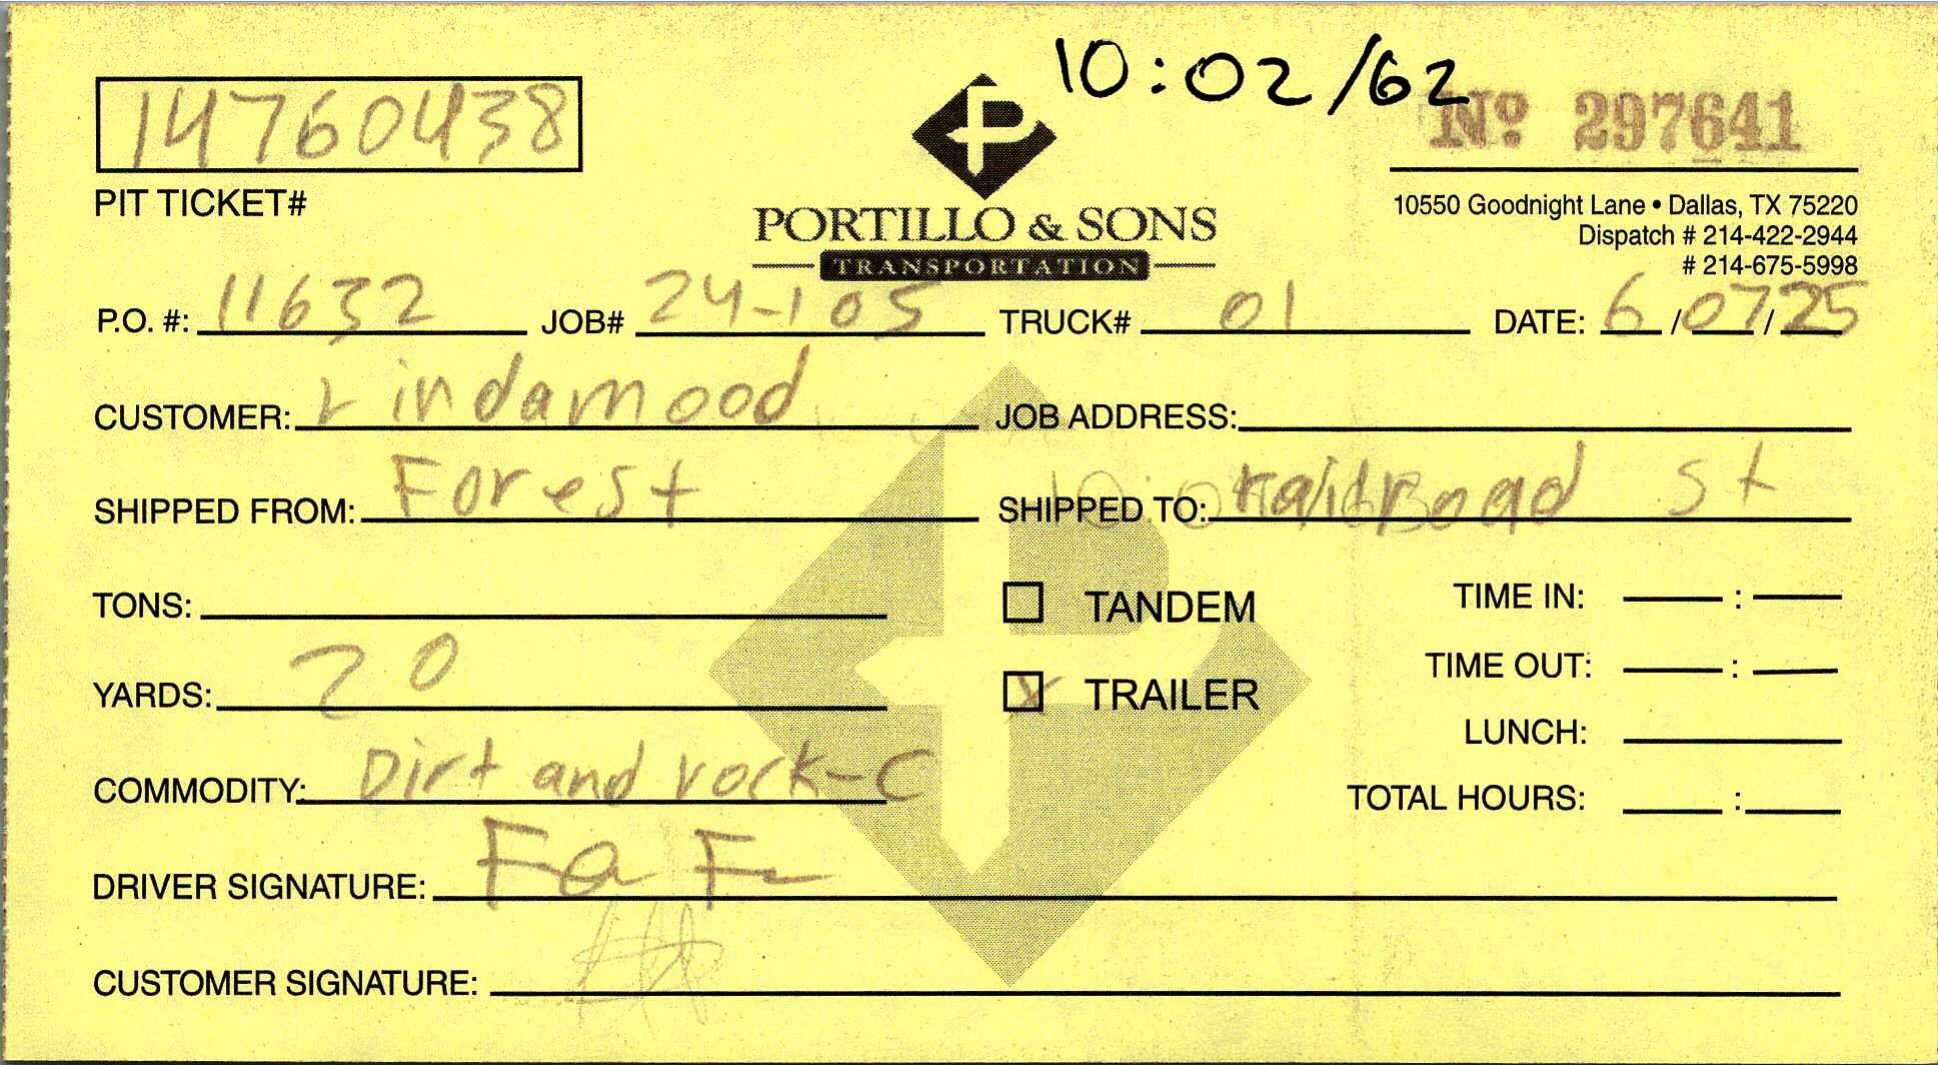 10:02/62
14760438
Nº 297641
PIT TICKET#
PORTILLO & SONS
TRANSPORTATION
10550 Goodnight Lane • Dallas, TX 75220
Dispatch # 214-422-2944
# 214-675-5998
P.O. #: 11632 JOB# 24-105 TRUCK# 01 DATE: 6/07/25
CUSTOMER: Lindamood JOB ADDRESS:
SHIPPED FROM: Forest SHIPPED TO: RailRoad St
TONS:
TANDEM
TIME IN: :
YARDS: 20
X TRAILER
TIME OUT: :
LUNCH:
COMMODITY: Dirt and rock-C
TOTAL HOURS: :
DRIVER SIGNATURE: Fa F
CUSTOMER SIGNATURE: